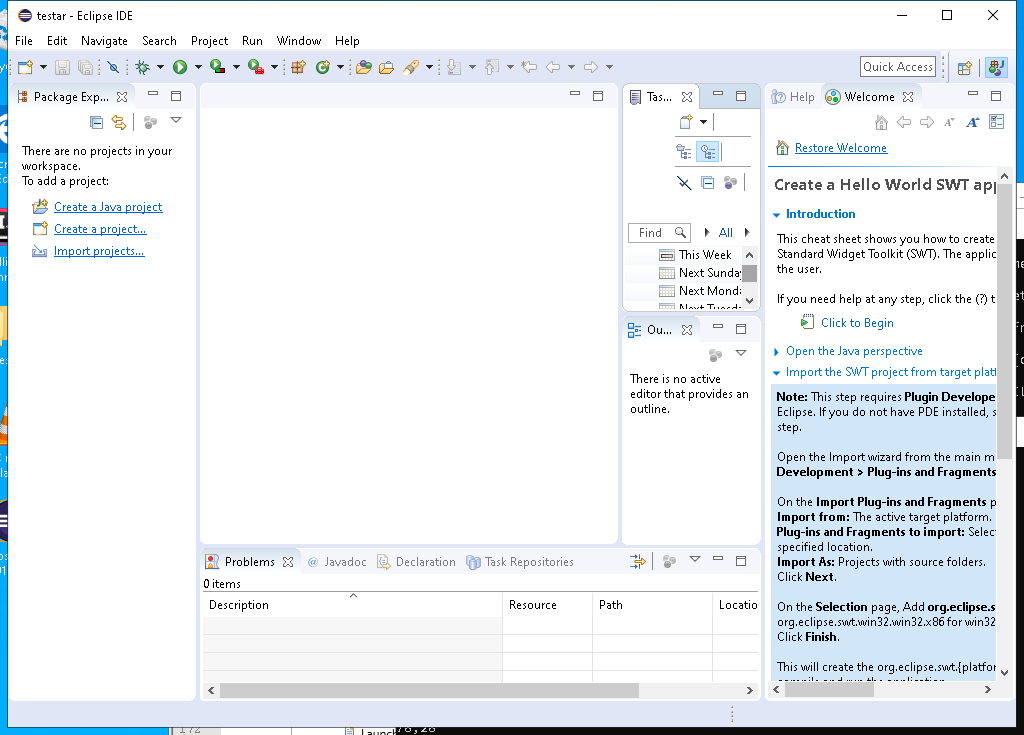 testar - Eclipse IDE
File Edit Navigate Search Project Run Window Help
Quick Access
Package Exp...
There are no projects in your
workspace.
To add a project:
Create a Java project
Create a project...
Import projects...
Tas...
Find
All
This Week
Next Sunda
Next Mond
Next Tuesd
Ou...
There is no active
editor that provides an
outline.
Problems Javadoc Declaration Task Repositories
0 items
Description Resource Path Locatio
Help Welcome
Restore Welcome
Create a Hello World SWT app
Introduction
This cheat sheet shows you how to create
Standard Widget Toolkit (SWT). The applic
the user.
If you need help at any step, click the (?) t
Click to Begin
Open the Java perspective
Import the SWT project from target platf
Note: This step requires Plugin Develope
Eclipse. If you do not have PDE installed, s
step.
Open the Import wizard from the main m
Development > Plug-ins and Fragments
On the Import Plug-ins and Fragments p
Import from: The active target platform.
Plug-ins and Fragments to import: Selec
specified location.
Import As: Projects with source folders.
Click Next.
On the Selection page, Add org.eclipse.s
org.eclipse.swt.win32.win32.x86 for win32
Click Finish.
This will create the org.eclipse.swt.{platfor
compile and run the application.
172
Launch